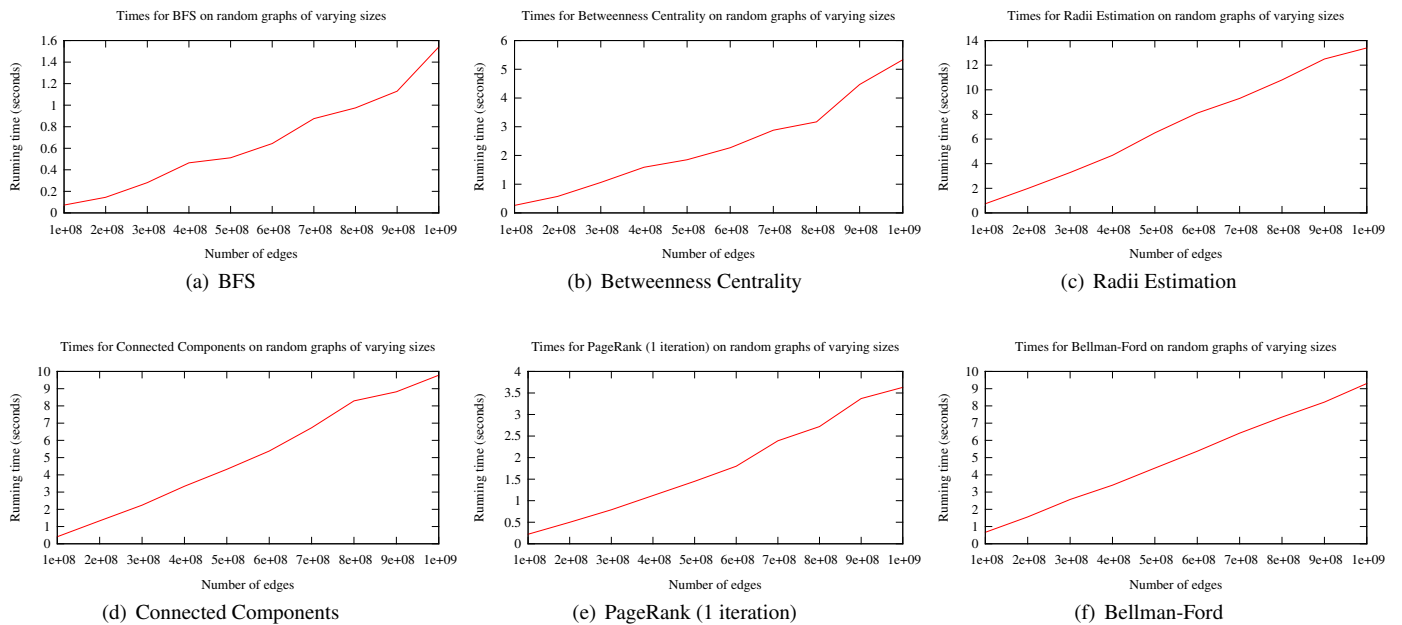 Times for BFS on random graphs of varying sizes
Running time (seconds)
1.6
1.4
1.2
1
0.8
0.6
0.4
0.2
0
1e+08 2e+08 3e+08 4e+08 5e+08 6e+08 7e+08 8e+08 9e+08 1e+09
Number of edges
(a) BFS
Times for Betweenness Centrality on random graphs of varying sizes
Running time (seconds)
6
5
4
3
2
1
0
1e+08 2e+08 3e+08 4e+08 5e+08 6e+08 7e+08 8e+08 9e+08 1e+09
Number of edges
(b) Betweenness Centrality
Times for Radii Estimation on random graphs of varying sizes
Running time (seconds)
14
12
10
8
6
4
2
0
1e+08 2e+08 3e+08 4e+08 5e+08 6e+08 7e+08 8e+08 9e+08 1e+09
Number of edges
(c) Radii Estimation
Times for Connected Components on random graphs of varying sizes
Running time (seconds)
10
9
8
7
6
5
4
3
2
1
0
1e+08 2e+08 3e+08 4e+08 5e+08 6e+08 7e+08 8e+08 9e+08 1e+09
Number of edges
(d) Connected Components
Times for PageRank (1 iteration) on random graphs of varying sizes
Running time (seconds)
4
3.5
3
2.5
2
1.5
1
0.5
0
1e+08 2e+08 3e+08 4e+08 5e+08 6e+08 7e+08 8e+08 9e+08 1e+09
Number of edges
(e) PageRank (1 iteration)
Times for Bellman-Ford on random graphs of varying sizes
Running time (seconds)
10
9
8
7
6
5
4
3
2
1
0
1e+08 2e+08 3e+08 4e+08 5e+08 6e+08 7e+08 8e+08 9e+08 1e+09
Number of edges
(f) Bellman-Ford